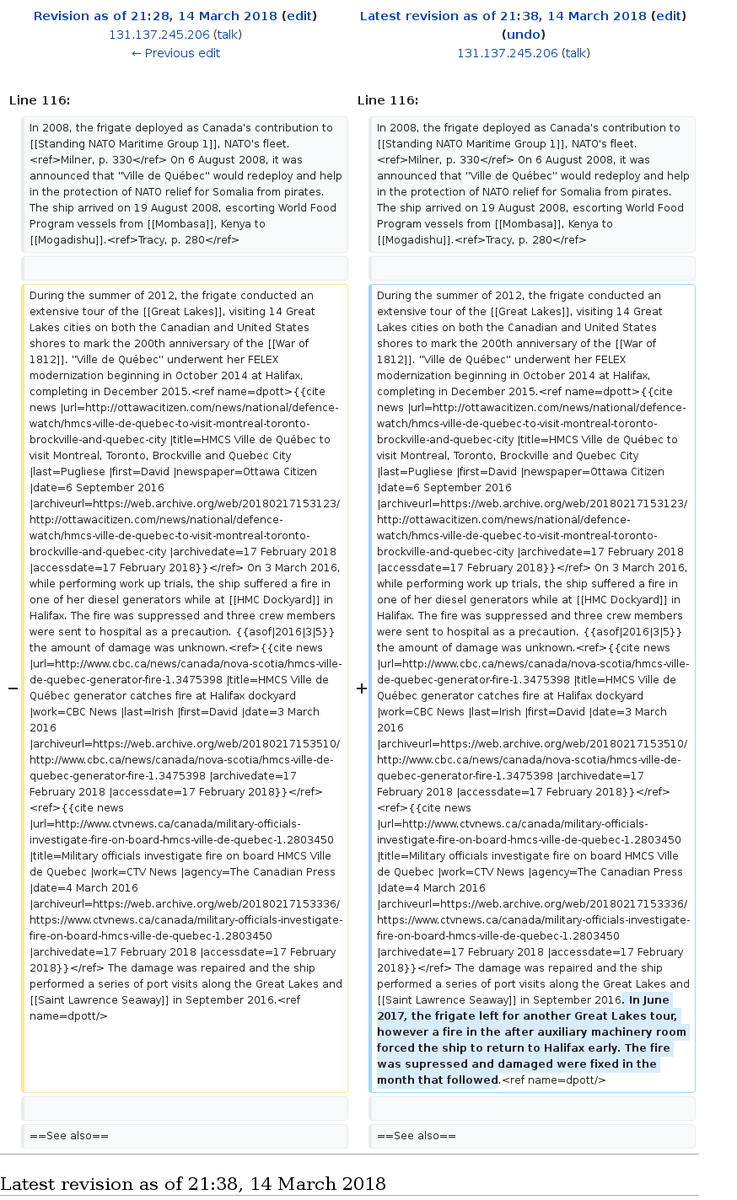 Revision as of 21:28, 14 March 2018 (edit)
131.137.245.206 (talk)
← Previous edit
Latest revision as of 21:38, 14 March 2018 (edit)
(undo)
131.137.245.206 (talk)
Line 116:
In 2008, the frigate deployed as Canada's contribution to
[[Standing NATO Maritime Group 1]], NATO's fleet.
<ref>Milner, p. 330</ref> On 6 August 2008, it was
announced that "Ville de Québec" would redeploy and help
in the protection of NATO relief for Somalia from pirates.
The ship arrived on 19 August 2008, escorting World Food
Program vessels from [[Mombasa]], Kenya to
[[Mogadishu]].<ref>Tracy, p. 280</ref>
−
During the summer of 2012, the frigate conducted an
extensive tour of the [[Great Lakes]], visiting 14 Great
Lakes cities on both the Canadian and United States
shores to mark the 200th anniversary of the [[War of
1812]]. "Ville de Québec" underwent her FELEX
modernization beginning in October 2014 at Halifax,
completing in December 2015.<ref name=dpott>{{cite
news |url=http://ottawacitizen.com/news/national/defence-
watch/hmcs-ville-de-quebec-to-visit-montreal-toronto-
brockville-and-quebec-city |title=HMCS Ville de Québec to
visit Montreal, Toronto, Brockville and Quebec City
|last=Pugliese |first=David |newspaper=Ottawa Citizen
|date=6 September 2016
|archiveurl=https://web.archive.org/web/20180217153123/
http://ottawacitizen.com/news/national/defence-
watch/hmcs-ville-de-quebec-to-visit-montreal-toronto-
brockville-and-quebec-city |archivedate=17 February 2018
|accessdate=17 February 2018}}</ref> On 3 March 2016,
while performing work up trials, the ship suffered a fire in
one of her diesel generators while at [[HMC Dockyard]] in
Halifax. The fire was suppressed and three crew members
were sent to hospital as a precaution. {{asof|2016|3|5}}
the amount of damage was unknown.<ref>{{cite news
|url=http://www.cbc.ca/news/canada/nova-scotia/hmcs-ville-
de-quebec-generator-fire-1.3475398 |title=HMCS Ville de
Québec generator catches fire at Halifax dockyard
|work=CBC News |last=Irish |first=David |date=3 March
2016
|archiveurl=https://web.archive.org/web/20180217153510/
http://www.cbc.ca/news/canada/nova-scotia/hmcs-ville-de-
quebec-generator-fire-1.3475398 |archivedate=17
February 2018 |accessdate=17 February 2018}}</ref>
<ref>{{cite news
|url=http://www.ctvnews.ca/canada/military-officials-
investigate-fire-on-board-hmcs-ville-de-quebec-1.2803450
|title=Military officials investigate fire on board HMCS Ville
de Quebec |work=CTV News |agency=The Canadian Press
|date=4 March 2016
|archiveurl=https://web.archive.org/web/20180217153336/
https://www.ctvnews.ca/canada/military-officials-investigate-
fire-on-board-hmcs-ville-de-quebec-1.2803450
|archivedate=17 February 2018 |accessdate=17 February
2018}}</ref> The damage was repaired and the ship
performed a series of port visits along the Great Lakes and
[[Saint Lawrence Seaway]] in September 2016.<ref
name=dpott/>
==See also==
Line 116:
In 2008, the frigate deployed as Canada's contribution to
[[Standing NATO Maritime Group 1]], NATO's fleet.
<ref>Milner, p. 330</ref> On 6 August 2008, it was
announced that "Ville de Québec" would redeploy and help
in the protection of NATO relief for Somalia from pirates.
The ship arrived on 19 August 2008, escorting World Food
Program vessels from [[Mombasa]], Kenya to
[[Mogadishu]].<ref>Tracy, p. 280</ref>
+
During the summer of 2012, the frigate conducted an
extensive tour of the [[Great Lakes]], visiting 14 Great
Lakes cities on both the Canadian and United States
shores to mark the 200th anniversary of the [[War of
1812]]. "Ville de Québec" underwent her FELEX
modernization beginning in October 2014 at Halifax,
completing in December 2015.<ref name=dpott>{{cite
news |url=http://ottawacitizen.com/news/national/defence-
watch/hmcs-ville-de-quebec-to-visit-montreal-toronto-
brockville-and-quebec-city |title=HMCS Ville de Québec to
visit Montreal, Toronto, Brockville and Quebec City
|last=Pugliese |first=David |newspaper=Ottawa Citizen
|date=6 September 2016
|archiveurl=https://web.archive.org/web/20180217153123/
http://ottawacitizen.com/news/national/defence-
watch/hmcs-ville-de-quebec-to-visit-montreal-toronto-
brockville-and-quebec-city |archivedate=17 February 2018
|accessdate=17 February 2018}}</ref> On 3 March 2016,
while performing work up trials, the ship suffered a fire in
one of her diesel generators while at [[HMC Dockyard]] in
Halifax. The fire was suppressed and three crew members
were sent to hospital as a precaution. {{asof|2016|3|5}}
the amount of damage was unknown.<ref>{{cite news
|url=http://www.cbc.ca/news/canada/nova-scotia/hmcs-ville-
de-quebec-generator-fire-1.3475398 |title=HMCS Ville de
Québec generator catches fire at Halifax dockyard
|work=CBC News |last=Irish |first=David |date=3 March
2016
|archiveurl=https://web.archive.org/web/20180217153510/
http://www.cbc.ca/news/canada/nova-scotia/hmcs-ville-de-
quebec-generator-fire-1.3475398 |archivedate=17
February 2018 |accessdate=17 February 2018}}</ref>
<ref>{{cite news
|url=http://www.ctvnews.ca/canada/military-officials-
investigate-fire-on-board-hmcs-ville-de-quebec-1.2803450
|title=Military officials investigate fire on board HMCS Ville
de Quebec |work=CTV News |agency=The Canadian Press
|date=4 March 2016
|archiveurl=https://web.archive.org/web/20180217153336/
https://www.ctvnews.ca/canada/military-officials-investigate-
fire-on-board-hmcs-ville-de-quebec-1.2803450
|archivedate=17 February 2018 |accessdate=17 February
2018}}</ref> The damage was repaired and the ship
performed a series of port visits along the Great Lakes and
[[Saint Lawrence Seaway]] in September 2016. In June
2017, the frigate left for another Great Lakes tour,
however a fire in the after auxiliary machinery room
forced the ship to return to Halifax early. The fire
was supressed and damaged were fixed in the
month that followed.<ref name=dpott/>
==See also==
Latest revision as of 21:38, 14 March 2018